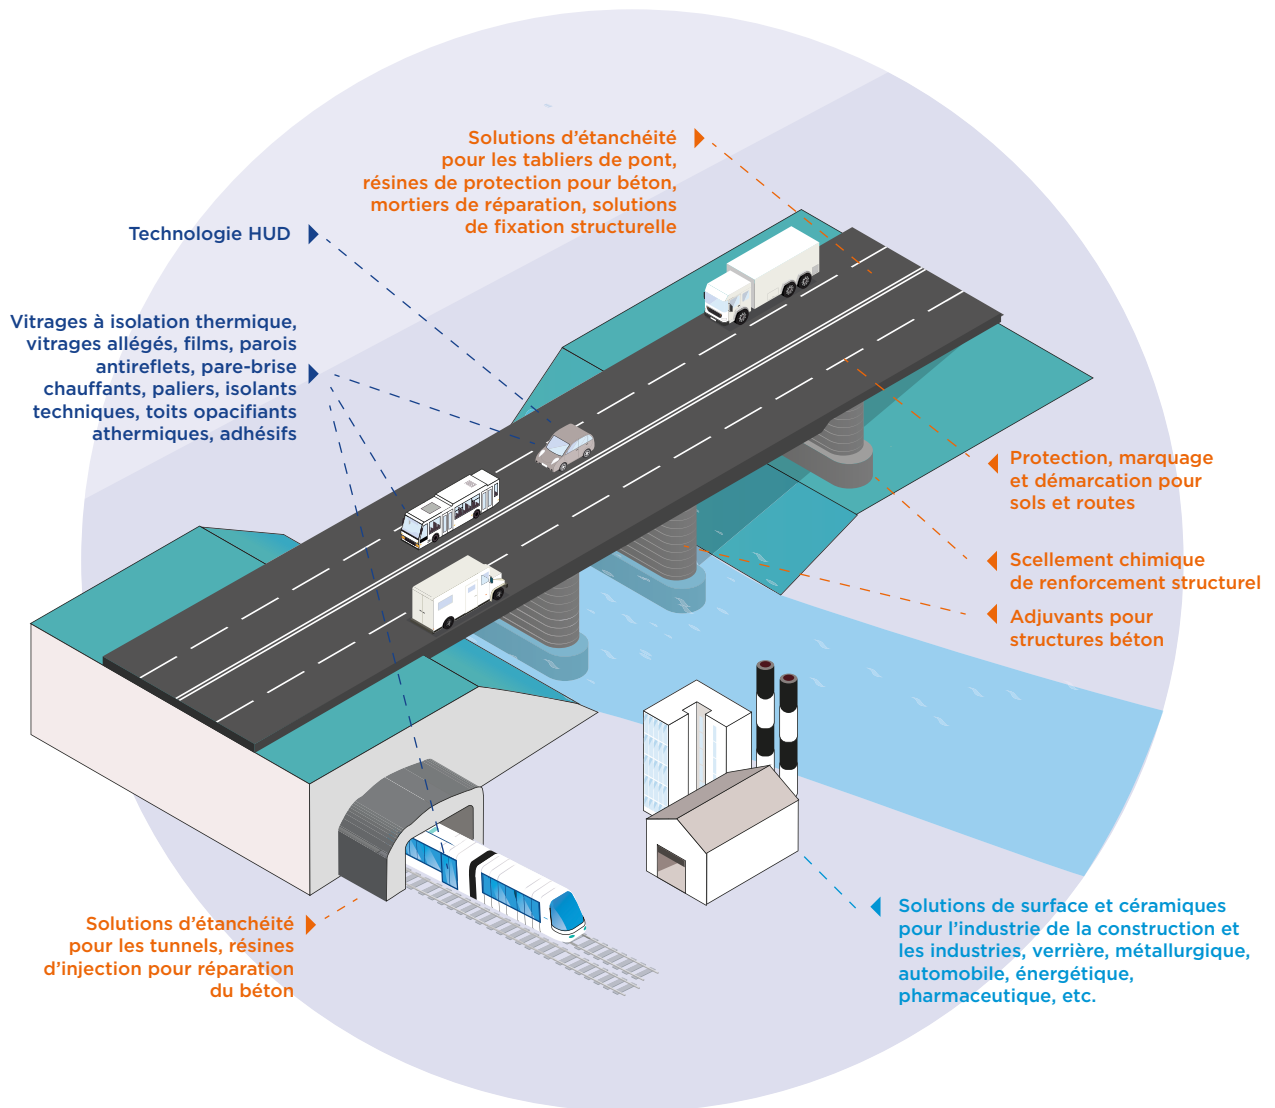 Solutions d’étanchéité
pour les tabliers de pont,
résines de protection pour béton,
mortiers de réparation, solutions
de fixation structurelle
Technologie HUD
Vitrages à isolation thermique,
vitrages allégés, films, parois
antireflets, pare-brise
chauffants, paliers, isolants
techniques, toits opacifiants
athermiques, adhésifs
Protection, marquage
et démarcation pour
sols et routes
Scellement chimique
de renforcement structurel
Adjuvants pour
structures béton
Solutions d’étanchéité
pour les tunnels, résines
d’injection pour réparation
du béton
Solutions de surface et céramiques
pour l’industrie de la construction et
les industries, verrière, métallurgique,
automobile, énergétique,
pharmaceutique, etc.